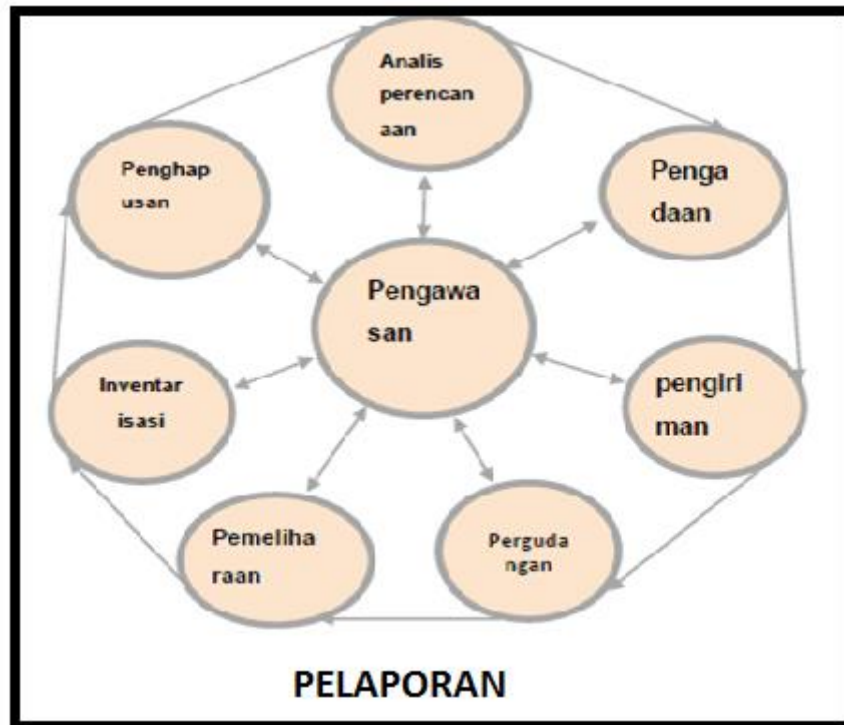 Analis
perencan
aan
Penghap
usan
Penga
daan
Pengawa
san
Inventar
isasi
pengiri
man
Pemeliha
raan
Perguda
ngan
PELAPORAN